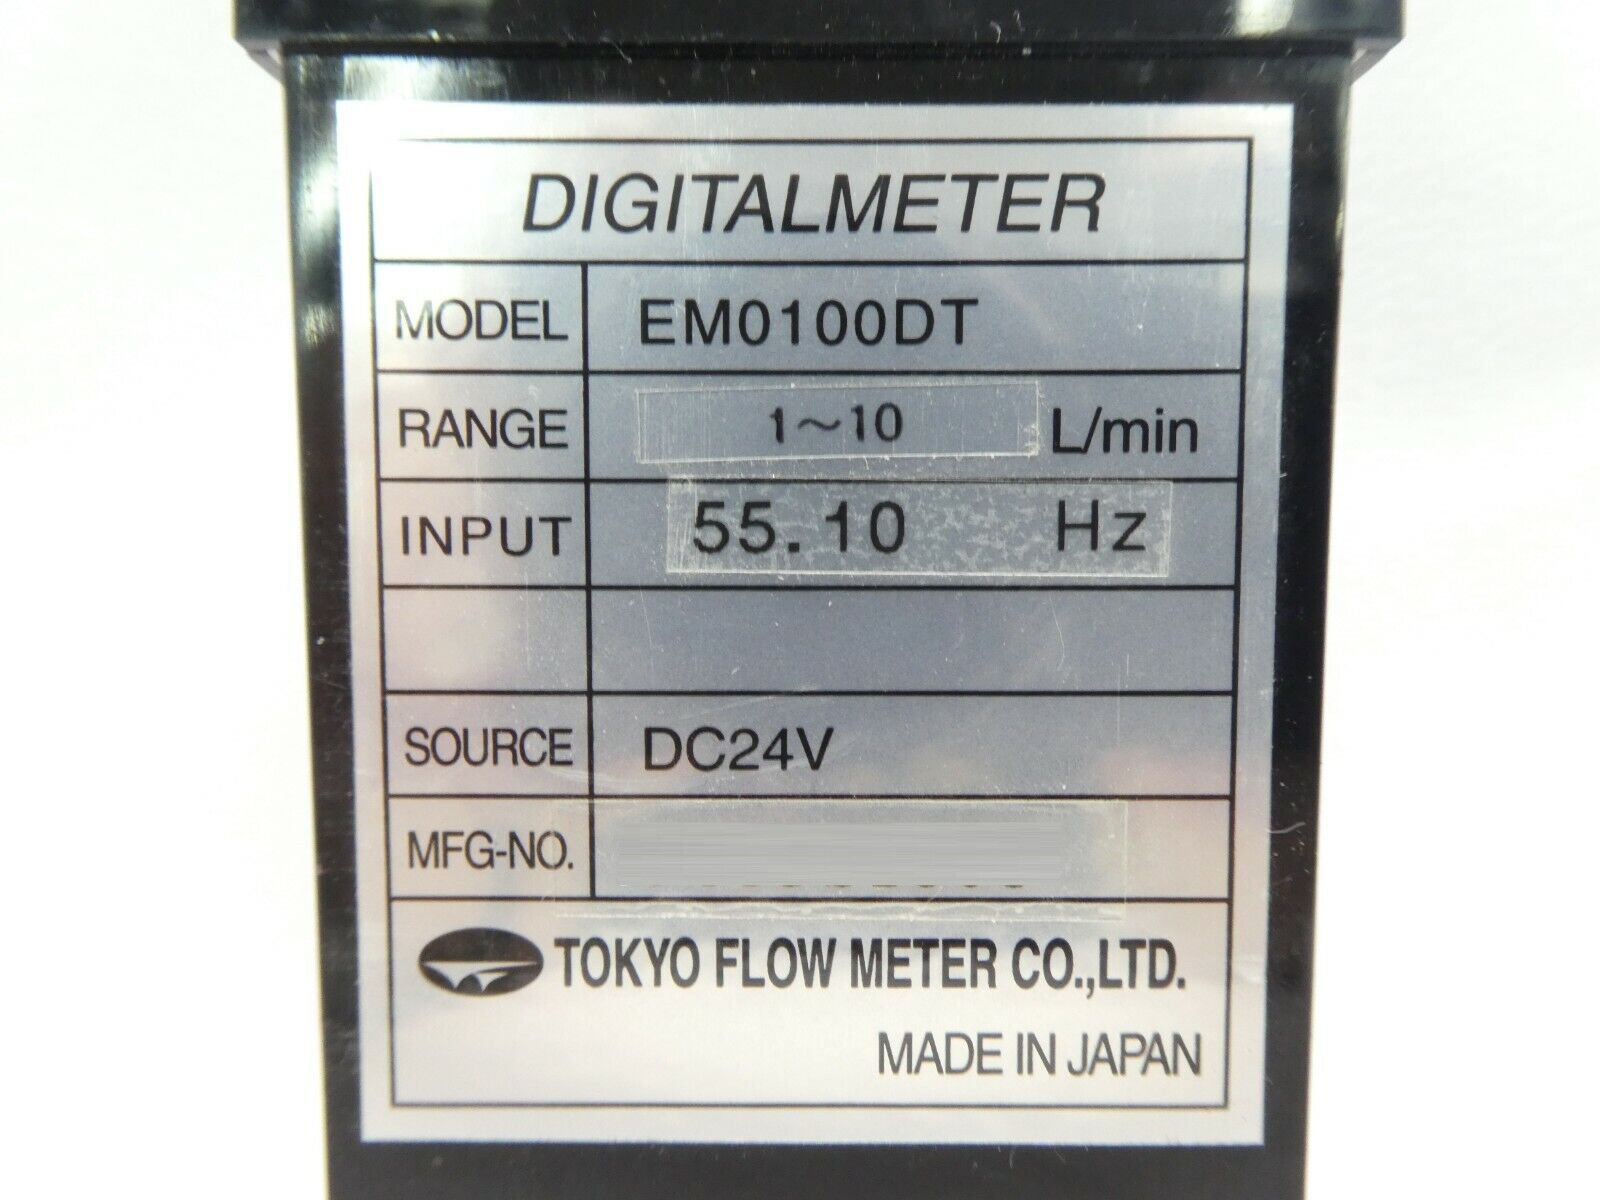 DIGITALMETER
MODEL EM0100DT
RANGE 1~10 L/min
INPUT 55.10 Hz
SOURCE DC24V
MFG-NO.
TOKYO FLOW METER CO.,LTD.
MADE IN JAPAN